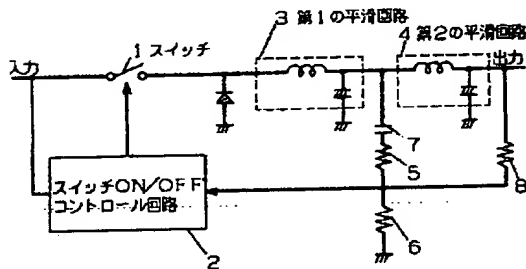 3 第1の平滑回路
4 第2の平滑回路
1 スイッチ
入力
出力
7
5
8
スイッチON/OFF
コントロール回路
6
2